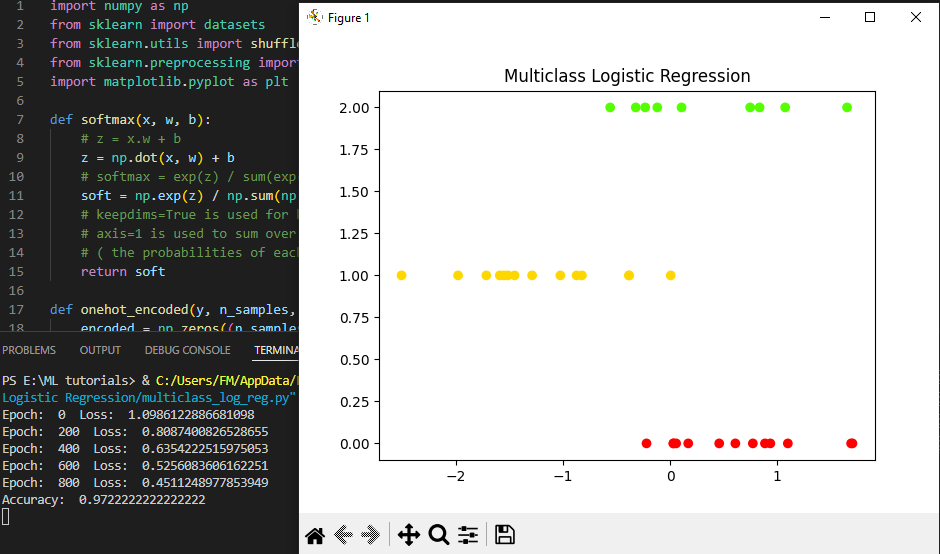 1 import numpy as np
2 from sklearn import datasets
3 from sklearn.utils import shuffle
4 from sklearn.preprocessing import
5 import matplotlib.pyplot as plt
6
7 def softmax(x, w, b):
8 # z = x.w + b
9 z = np.dot(x, w) + b
10 # softmax = exp(z) / sum(exp
11 soft = np.exp(z) / np.sum(np
12 # keepdims=True is used for
13 # axis=1 is used to sum over
14 # ( the probabilities of each
15 return soft
16
17 def onehot_encoded(y, n_samples,
18 encoded = np.zeros((n_samples
PROBLEMS OUTPUT DEBUG CONSOLE TERMINA
PS E:\ML tutorials> & C:/Users/FM/AppData/
Logistic Regression/multiclass_log_reg.py"
Epoch: 0 Loss: 1.0986122886681098
Epoch: 200 Loss: 0.8087400826528655
Epoch: 400 Loss: 0.6354222515975053
Epoch: 600 Loss: 0.5256083606162251
Epoch: 800 Loss: 0.4511248977853949
Accuracy: 0.9722222222222222
Figure 1
Multiclass Logistic Regression
2.00
1.75
1.50
1.25
1.00
0.75
0.50
0.25
0.00
−2 −1 0 1